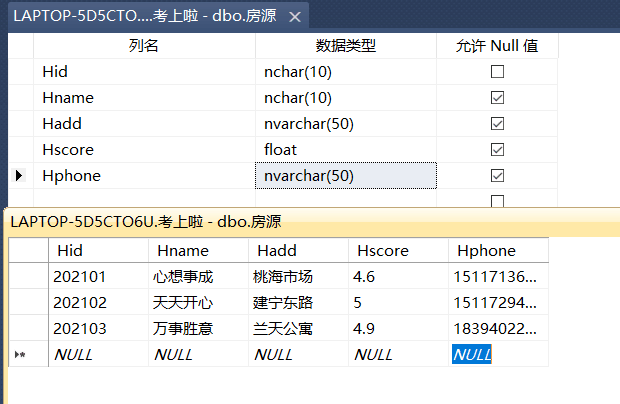 LAPTOP-5D5CTO....考上啦 - dbo.房源
列名 数据类型 允许 Null 值
Hid nchar(10)
Hname nchar(10)
Hadd nvarchar(50)
Hscore float
Hphone nvarchar(50)
LAPTOP-5D5CTO6U.考上啦 - dbo.房源
Hid Hname Hadd Hscore Hphone
202101 心想事成 桃海市场 4.6 15117136...
202102 天天开心 建宁东路 5 15117294...
202103 万事胜意 兰天公寓 4.9 18394022...
NULL NULL NULL NULL NULL